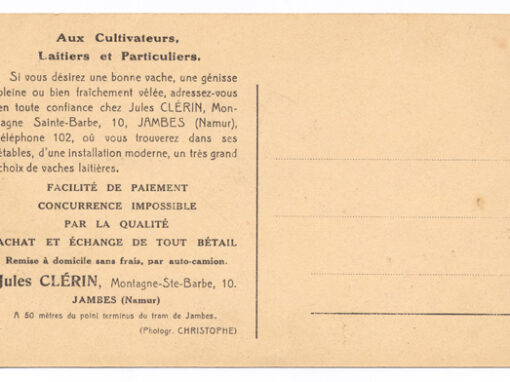 Aux Cultivateurs,
Laitiers et Particuliers.
Si vous désirez une bonne vache, une génisse
pleine ou bien fraîchement vêlée, adressez-vous
en toute confiance chez Jules CLÉRIN, Mon-
tagne Sainte-Barbe, 10, JAMBES (Namur),
téléphone 102, où vous trouverez dans ses
étables, d'une installation moderne, un très grand
choix de vaches laitières.
FACILITÉ DE PAIEMENT
CONCURRENCE IMPOSSIBLE
PAR LA QUALITÉ
ACHAT ET ÉCHANGE DE TOUT BÉTAIL
Remise à domicile sans frais, par auto-camion.
Jules CLÉRIN, Montagne-Ste-Barbe, 10.
JAMBES (Namur)
A 50 mètres du point terminus du tram de Jambes.
(Photogr. CHRISTOPHE)